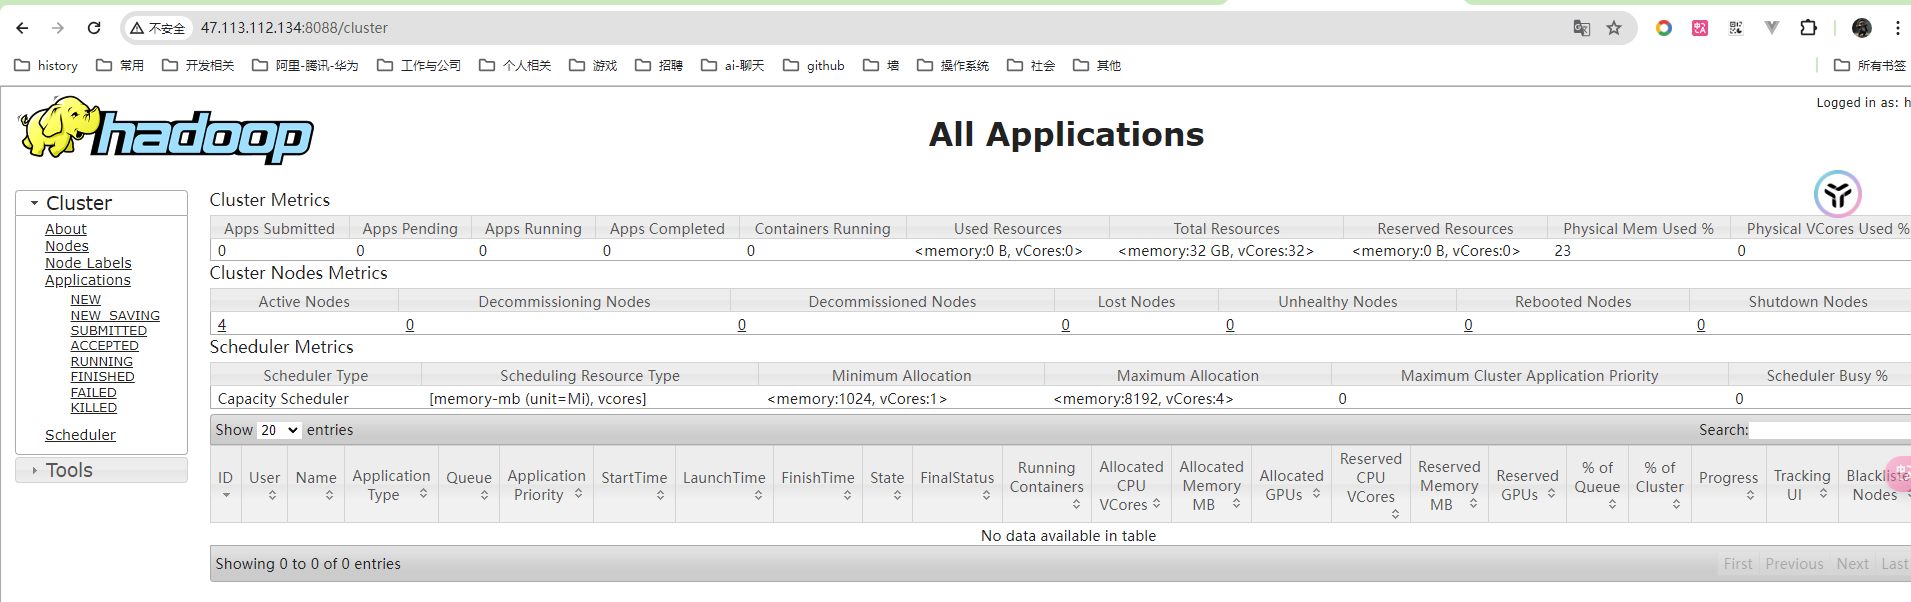 不安全 47.113.112.134:8088/cluster
history 常用 开发相关 阿里-腾讯-华为 工作与公司 个人相关 游戏 招聘 ai-聊天 github 墙 操作系统 社会 其他 所有书签
Logged in as: h
hadoop
All Applications
Cluster
About
Nodes
Node Labels
Applications
NEW
NEW_SAVING
SUBMITTED
ACCEPTED
RUNNING
FINISHED
FAILED
KILLED
Scheduler
Tools
Cluster Metrics
Apps Submitted Apps Pending Apps Running Apps Completed Containers Running Used Resources Total Resources Reserved Resources Physical Mem Used % Physical VCores Used %
0 0 0 0 0 <memory:0 B, vCores:0> <memory:32 GB, vCores:32> <memory:0 B, vCores:0> 23 0
Cluster Nodes Metrics
Active Nodes Decommissioning Nodes Decommissioned Nodes Lost Nodes Unhealthy Nodes Rebooted Nodes Shutdown Nodes
4 0 0 0 0 0 0
Scheduler Metrics
Scheduler Type Scheduling Resource Type Minimum Allocation Maximum Allocation Maximum Cluster Application Priority Scheduler Busy %
Capacity Scheduler [memory-mb (unit=Mi), vcores] <memory:1024, vCores:1> <memory:8192, vCores:4> 0 0
Show 20 entries Search:
ID User Name Application Type Queue Application Priority StartTime LaunchTime FinishTime State FinalStatus Running Containers Allocated CPU VCores Allocated Memory MB Allocated GPUs Reserved CPU VCores Reserved Memory MB Reserved GPUs % of Queue % of Cluster Progress Tracking UI Blackliste Nodes
No data available in table
Showing 0 to 0 of 0 entries First Previous Next Last